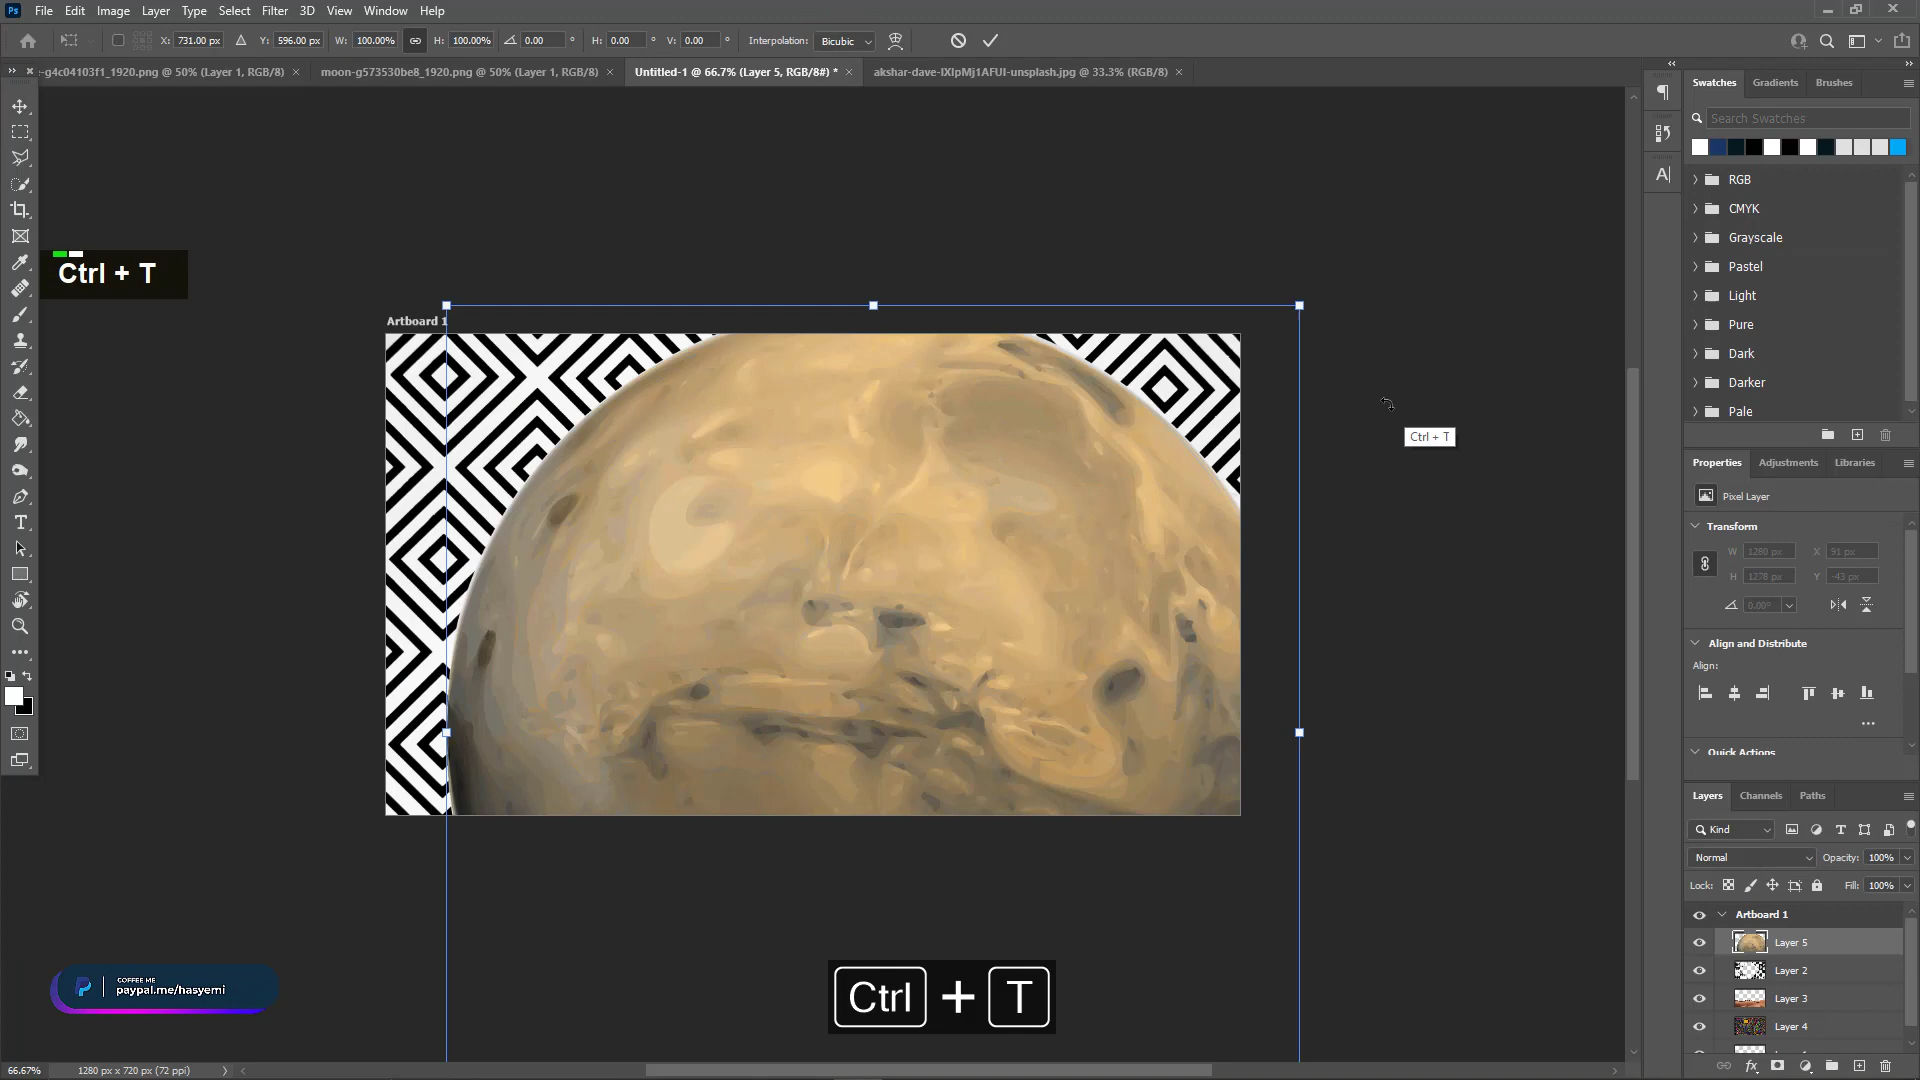 Ps File Edit Image Layer Type Select Filter 3D View Window Help
X: 731.00 px Y: 596.00 px W: 100.00% H: 100.00% 0.00 ° H: 0.00 ° V: 0.00 ° Interpolation: Bicubic
-g4c04103f1_1920.png @ 50% (Layer 1, RGB/8) × moon-g573530be8_1920.png @ 50% (Layer 1, RGB/8) × Untitled-1 @ 66.7% (Layer 5, RGB/8#) * × akshar-dave-lXIpMj1AFUI-unsplash.jpg @ 33.3% (RGB/8) ×
Swatches Gradients Brushes
Search Swatches
RGB
CMYK
Grayscale
Pastel
Light
Pure
Dark
Darker
Pale
Ctrl + T
Artboard 1
Ctrl + T
Properties Adjustments Libraries
Pixel Layer
Transform
W 1280 px X 91 px
H 1278 px Y -43 px
0.00°
Align and Distribute
Align:
Quick Actions
Layers Channels Paths
Kind
Normal Opacity: 100%
Lock: Fill: 100%
Artboard 1
Layer 5
Layer 2
Layer 3
Layer 4
COFFEE ME
paypal.me/hasyemi
Ctrl + T
66.67% 1280 px x 720 px (72 ppi)